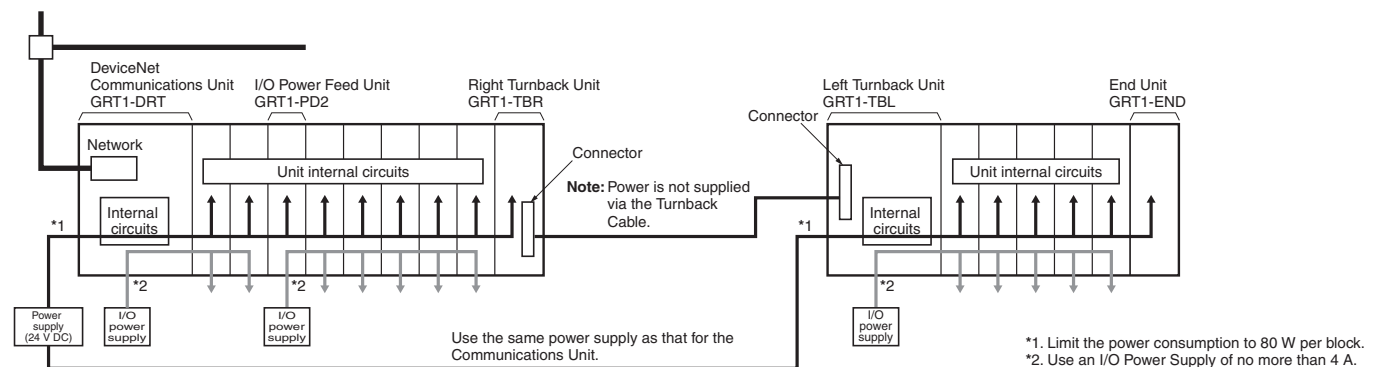 DeviceNet
Communications Unit
GRT1-DRT
I/O Power Feed Unit
GRT1-PD2
Right Turnback Unit
GRT1-TBR
Left Turnback Unit
GRT1-TBL
End Unit
GRT1-END
Connector
Network
Unit internal circuits
Connector
Unit internal circuits
Note: Power is not supplied
via the Turnback
Cable.
Internal
circuits
*1
Internal
circuits
*1
*2
*2
*2
Power
supply
(24 V DC)
I/O
power
supply
I/O
power
supply
I/O
power
supply
Use the same power supply as that for the
Communications Unit.
*1. Limit the power consumption to 80 W per block.
*2. Use an I/O Power Supply of no more than 4 A.